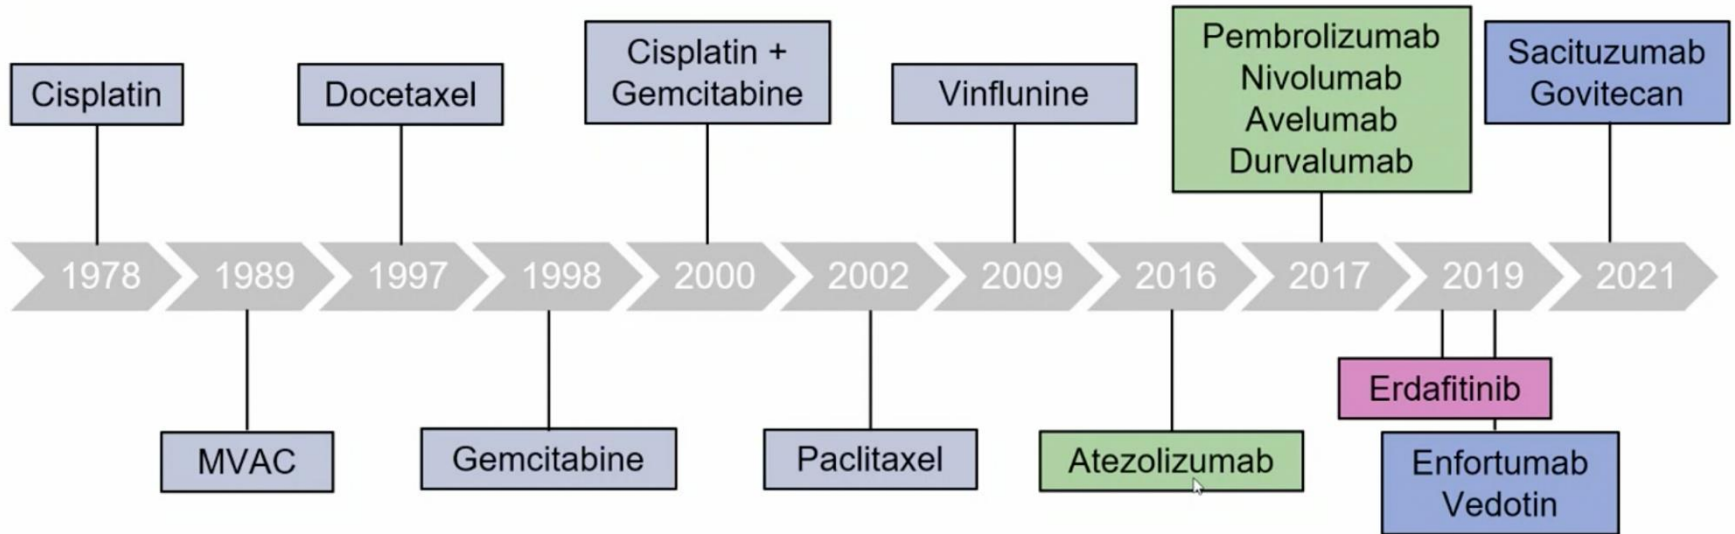 Cisplatin
Docetaxel
Cisplatin +
Gemcitabine
Vinflunine
Pembrolizumab
Nivolumab
Avelumab
Durvalumab
Sacituzumab
Govitecan
1978
1989
1997
1998
2000
2002
2009
2016
2017
2019
2021
MVAC
Gemcitabine
Paclitaxel
Atezolizumab
Erdafitinib
Enfortumab
Vedotin